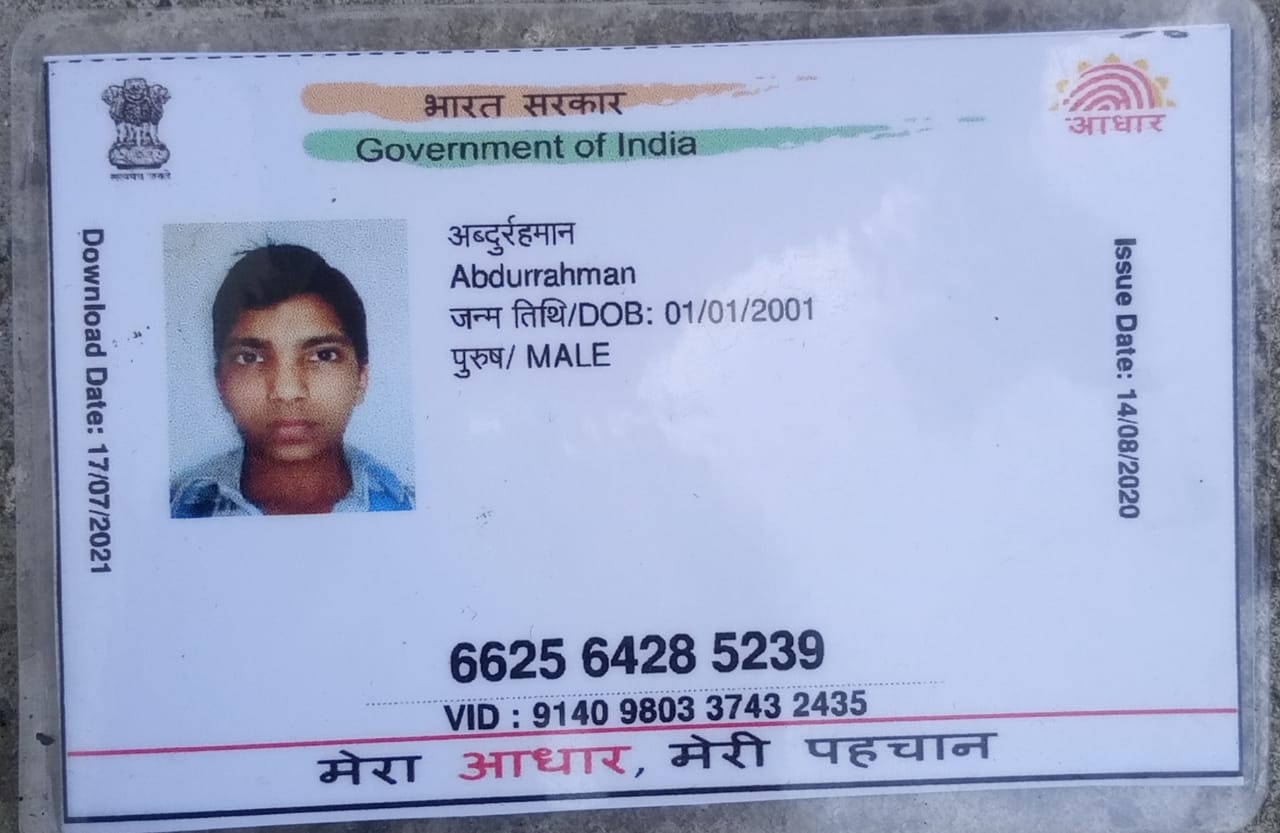 भारत सरकार
Government of India
आधार
सत्यमेव जयते
Download Date: 17/07/2021
अब्दुर्रहमान
Abdurrahman
जन्म तिथि/DOB: 01/01/2001
पुरुष/ MALE
Issue Date: 14/08/2020
6625 6428 5239
VID : 9140 9803 3743 2435
मेरा आधार, मेरी पहचान